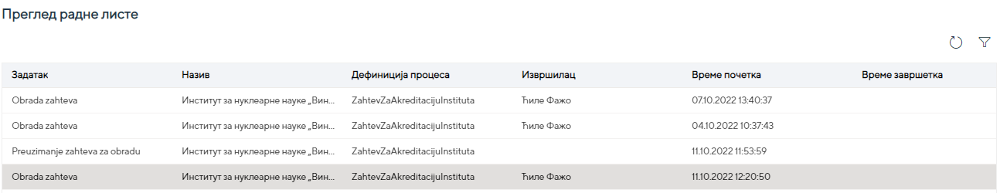 Преглед радне листе
Задатак Назив Дефиниција процеса Извршилац Време почетка Време завршетка
Obrada zahteva Институт за нуклеарне науке „Вин... ZahtevZaAkreditacijuInstituta Ћиле Фажо 07.10.2022 13:40:37
Obrada zahteva Институт за нуклеарне науке „Вин... ZahtevZaAkreditacijuInstituta Ћиле Фажо 04.10.2022 10:37:43
Preuzimanje zahteva za obradu Институт за нуклеарне науке „Вин... ZahtevZaAkreditacijuInstituta 11.10.2022 11:53:59
Obrada zahteva Институт за нуклеарне науке „Вин... ZahtevZaAkreditacijuInstituta Ћиле Фажо 11.10.2022 12:20:50